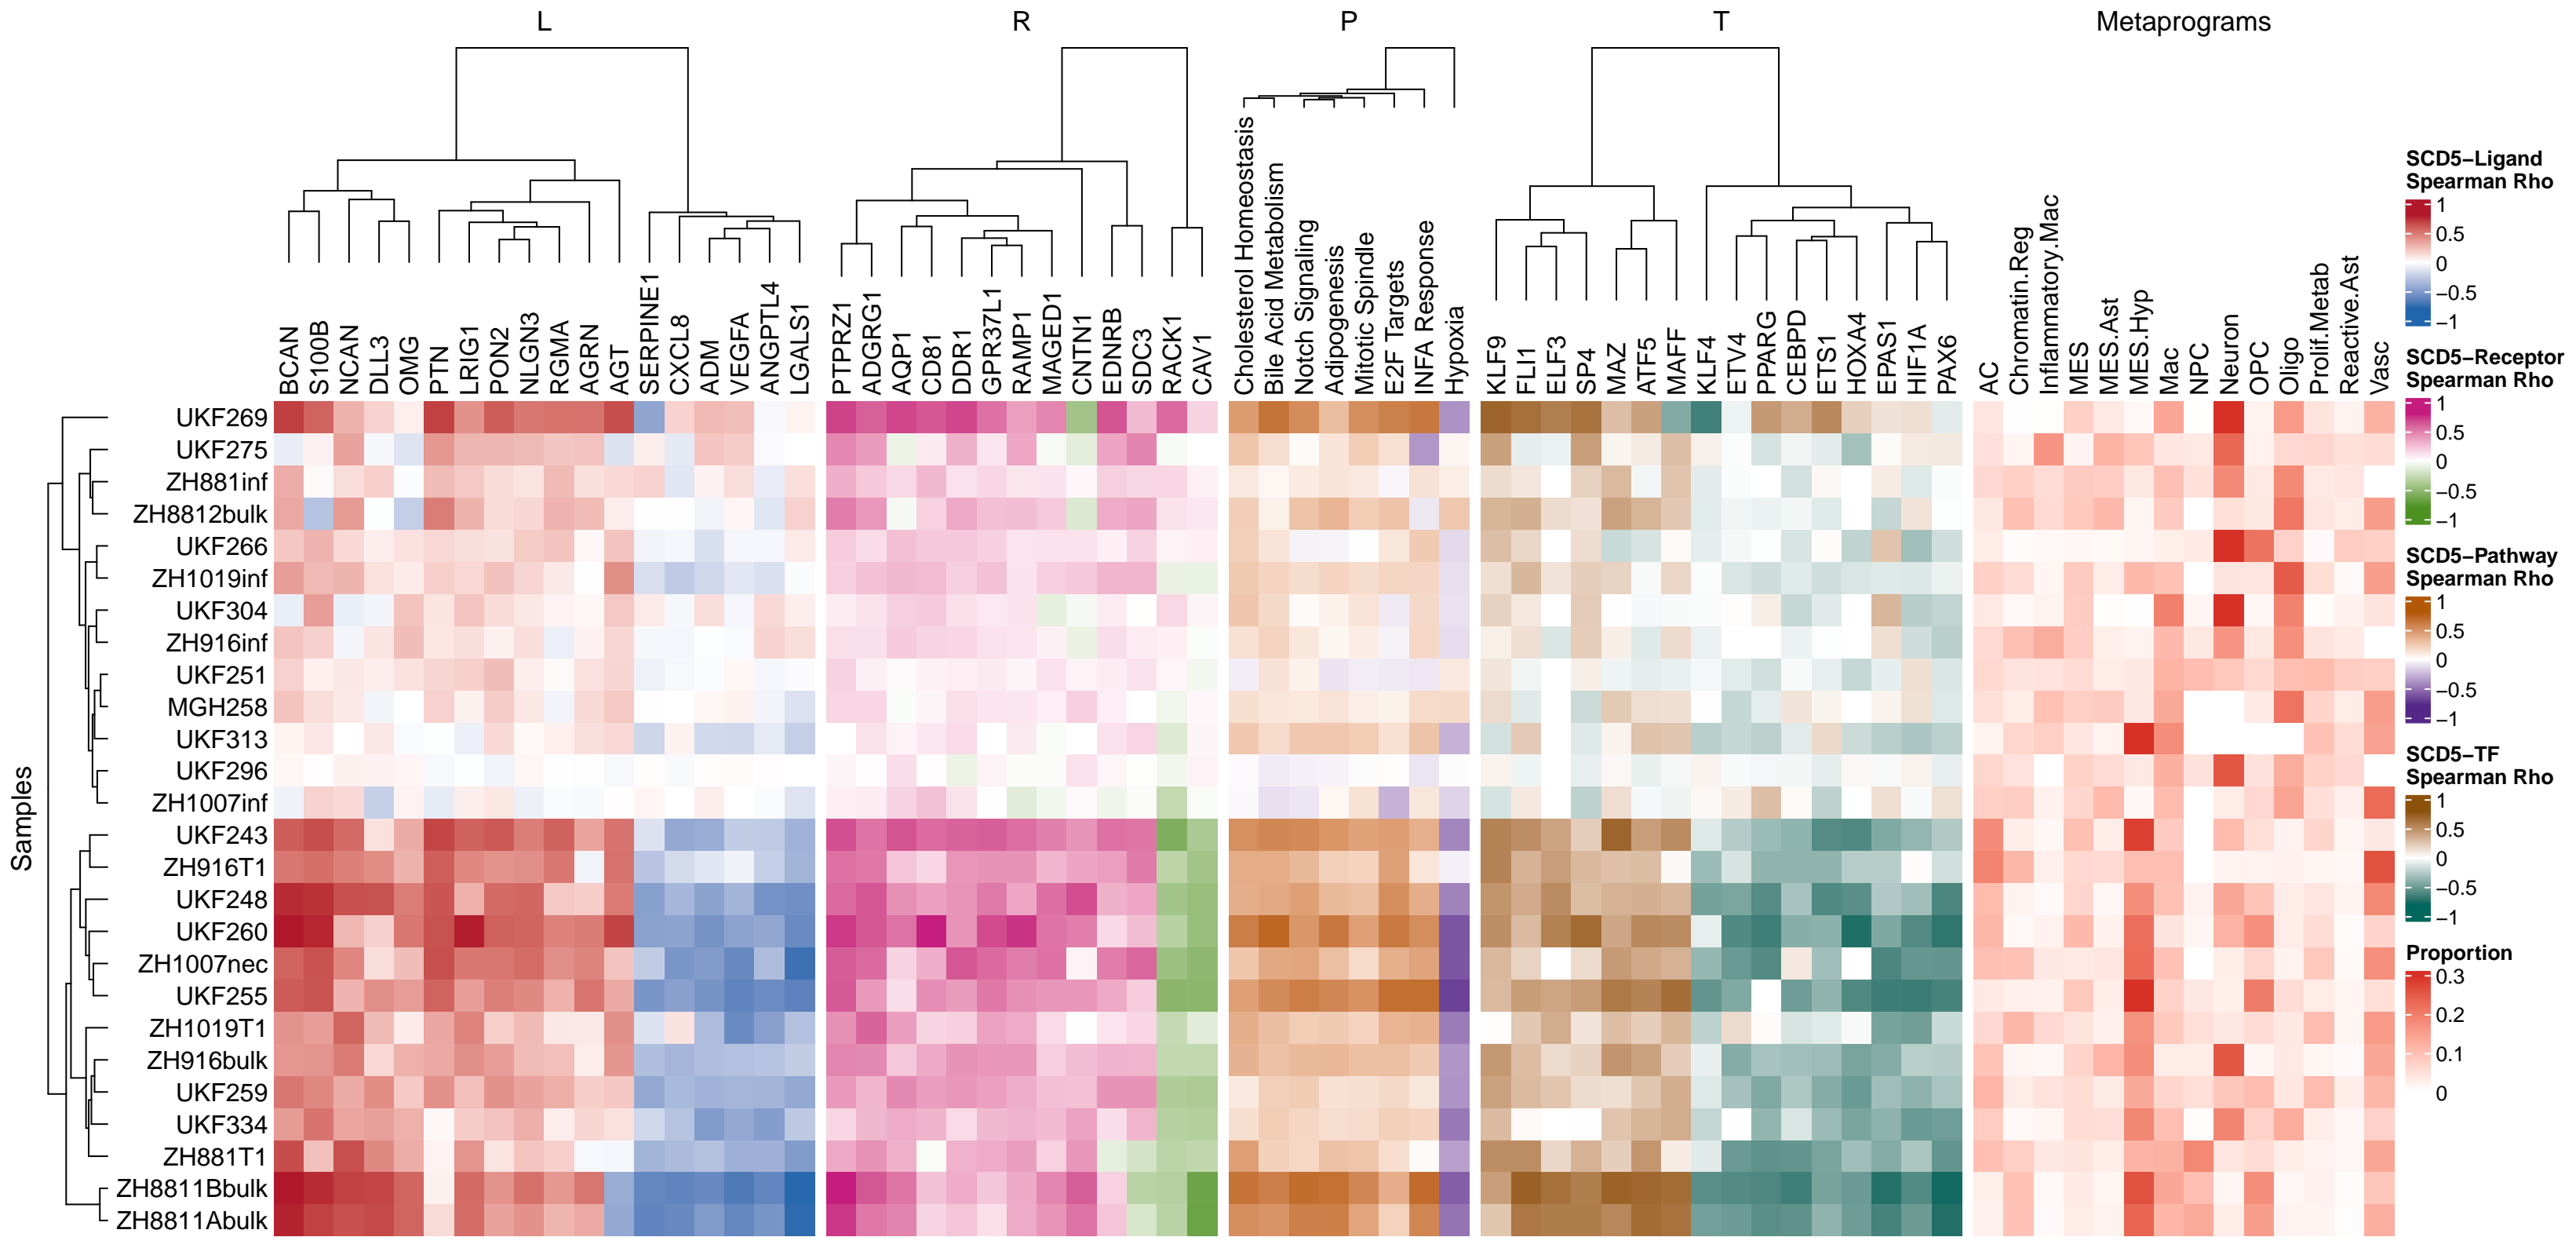 L
R
P
T
Metaprograms
BCAN
S100B
NCAN
DLL3
OMG
PTN
LRIG1
PON2
NLGN3
RGMA
AGRN
AGT
SERPINE1
CXCL8
ADM
VEGFA
ANGPTL4
LGALS1
PTPRZ1
ADGRG1
AQP1
CD81
DDR1
GPR37L1
RAMP1
MAGED1
CNTN1
EDNRB
SDC3
RACK1
CAV1
Cholesterol Homeostasis
Bile Acid Metabolism
Notch Signaling
Adipogenesis
Mitotic Spindle
E2F Targets
INFA Response
Hypoxia
KLF9
FLI1
ELF3
SP4
MAZ
ATF5
MAFF
KLF4
ETV4
PPARG
CEBPD
ETS1
HOXA4
EPAS1
HIF1A
PAX6
AC
Chromatin.Reg
Inflammatory.Mac
MES
MES.Ast
MES.Hyp
Mac
NPC
Neuron
OPC
Oligo
Prolif.Metab
Reactive.Ast
Vasc
Samples
UKF269
UKF275
ZH881inf
ZH8812bulk
UKF266
ZH1019inf
UKF304
ZH916inf
UKF251
MGH258
UKF313
UKF296
ZH1007inf
UKF243
ZH916T1
UKF248
UKF260
ZH1007nec
UKF255
ZH1019T1
ZH916bulk
UKF259
UKF334
ZH881T1
ZH8811Bbulk
ZH8811Abulk
SCD5−Ligand
Spearman Rho
1
0.5
0
−0.5
−1
SCD5−Receptor
Spearman Rho
1
0.5
0
−0.5
−1
SCD5−Pathway
Spearman Rho
1
0.5
0
−0.5
−1
SCD5−TF
Spearman Rho
1
0.5
0
−0.5
−1
Proportion
0.3
0.2
0.1
0